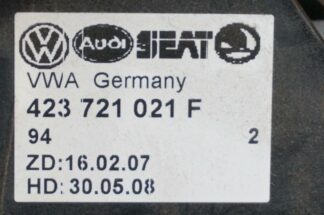 Audi SEAT
VWA Germany
423 721 021 F
94 2
ZD:16.02.07
HD: 30.05.08